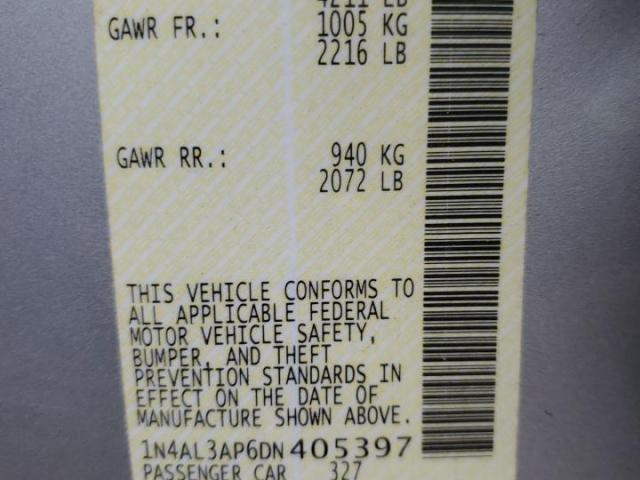 4211 LB
GAWR FR.: 1005 KG
2216 LB
GAWR RR.: 940 KG
2072 LB
THIS VEHICLE CONFORMS TO
ALL APPLICABLE FEDERAL
MOTOR VEHICLE SAFETY,
BUMPER, AND THEFT
PREVENTION STANDARDS IN
EFFECT ON THE DATE OF
MANUFACTURE SHOWN ABOVE.
1N4AL3AP6DN405397
PASSENGER CAR 327